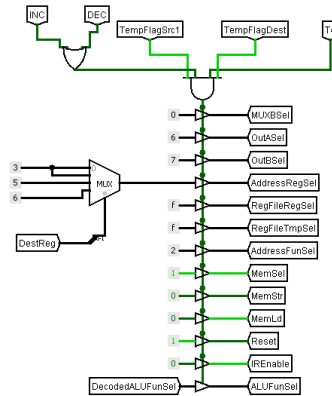 INC
DEC
TempFlagSrc1
TempFlagDest
0
MUXBSel
6
OutASel
7
OutBSel
3
0
MUX
AddressRegSel
5
6
f
RegFileRegSel
f
RegFileTmpSel
DestReg
2
AddressFunSel
1
MemSel
0
MemStr
0
MemLd
1
Reset
0
IREnable
DecodedALUFunSel
ALUFunSel